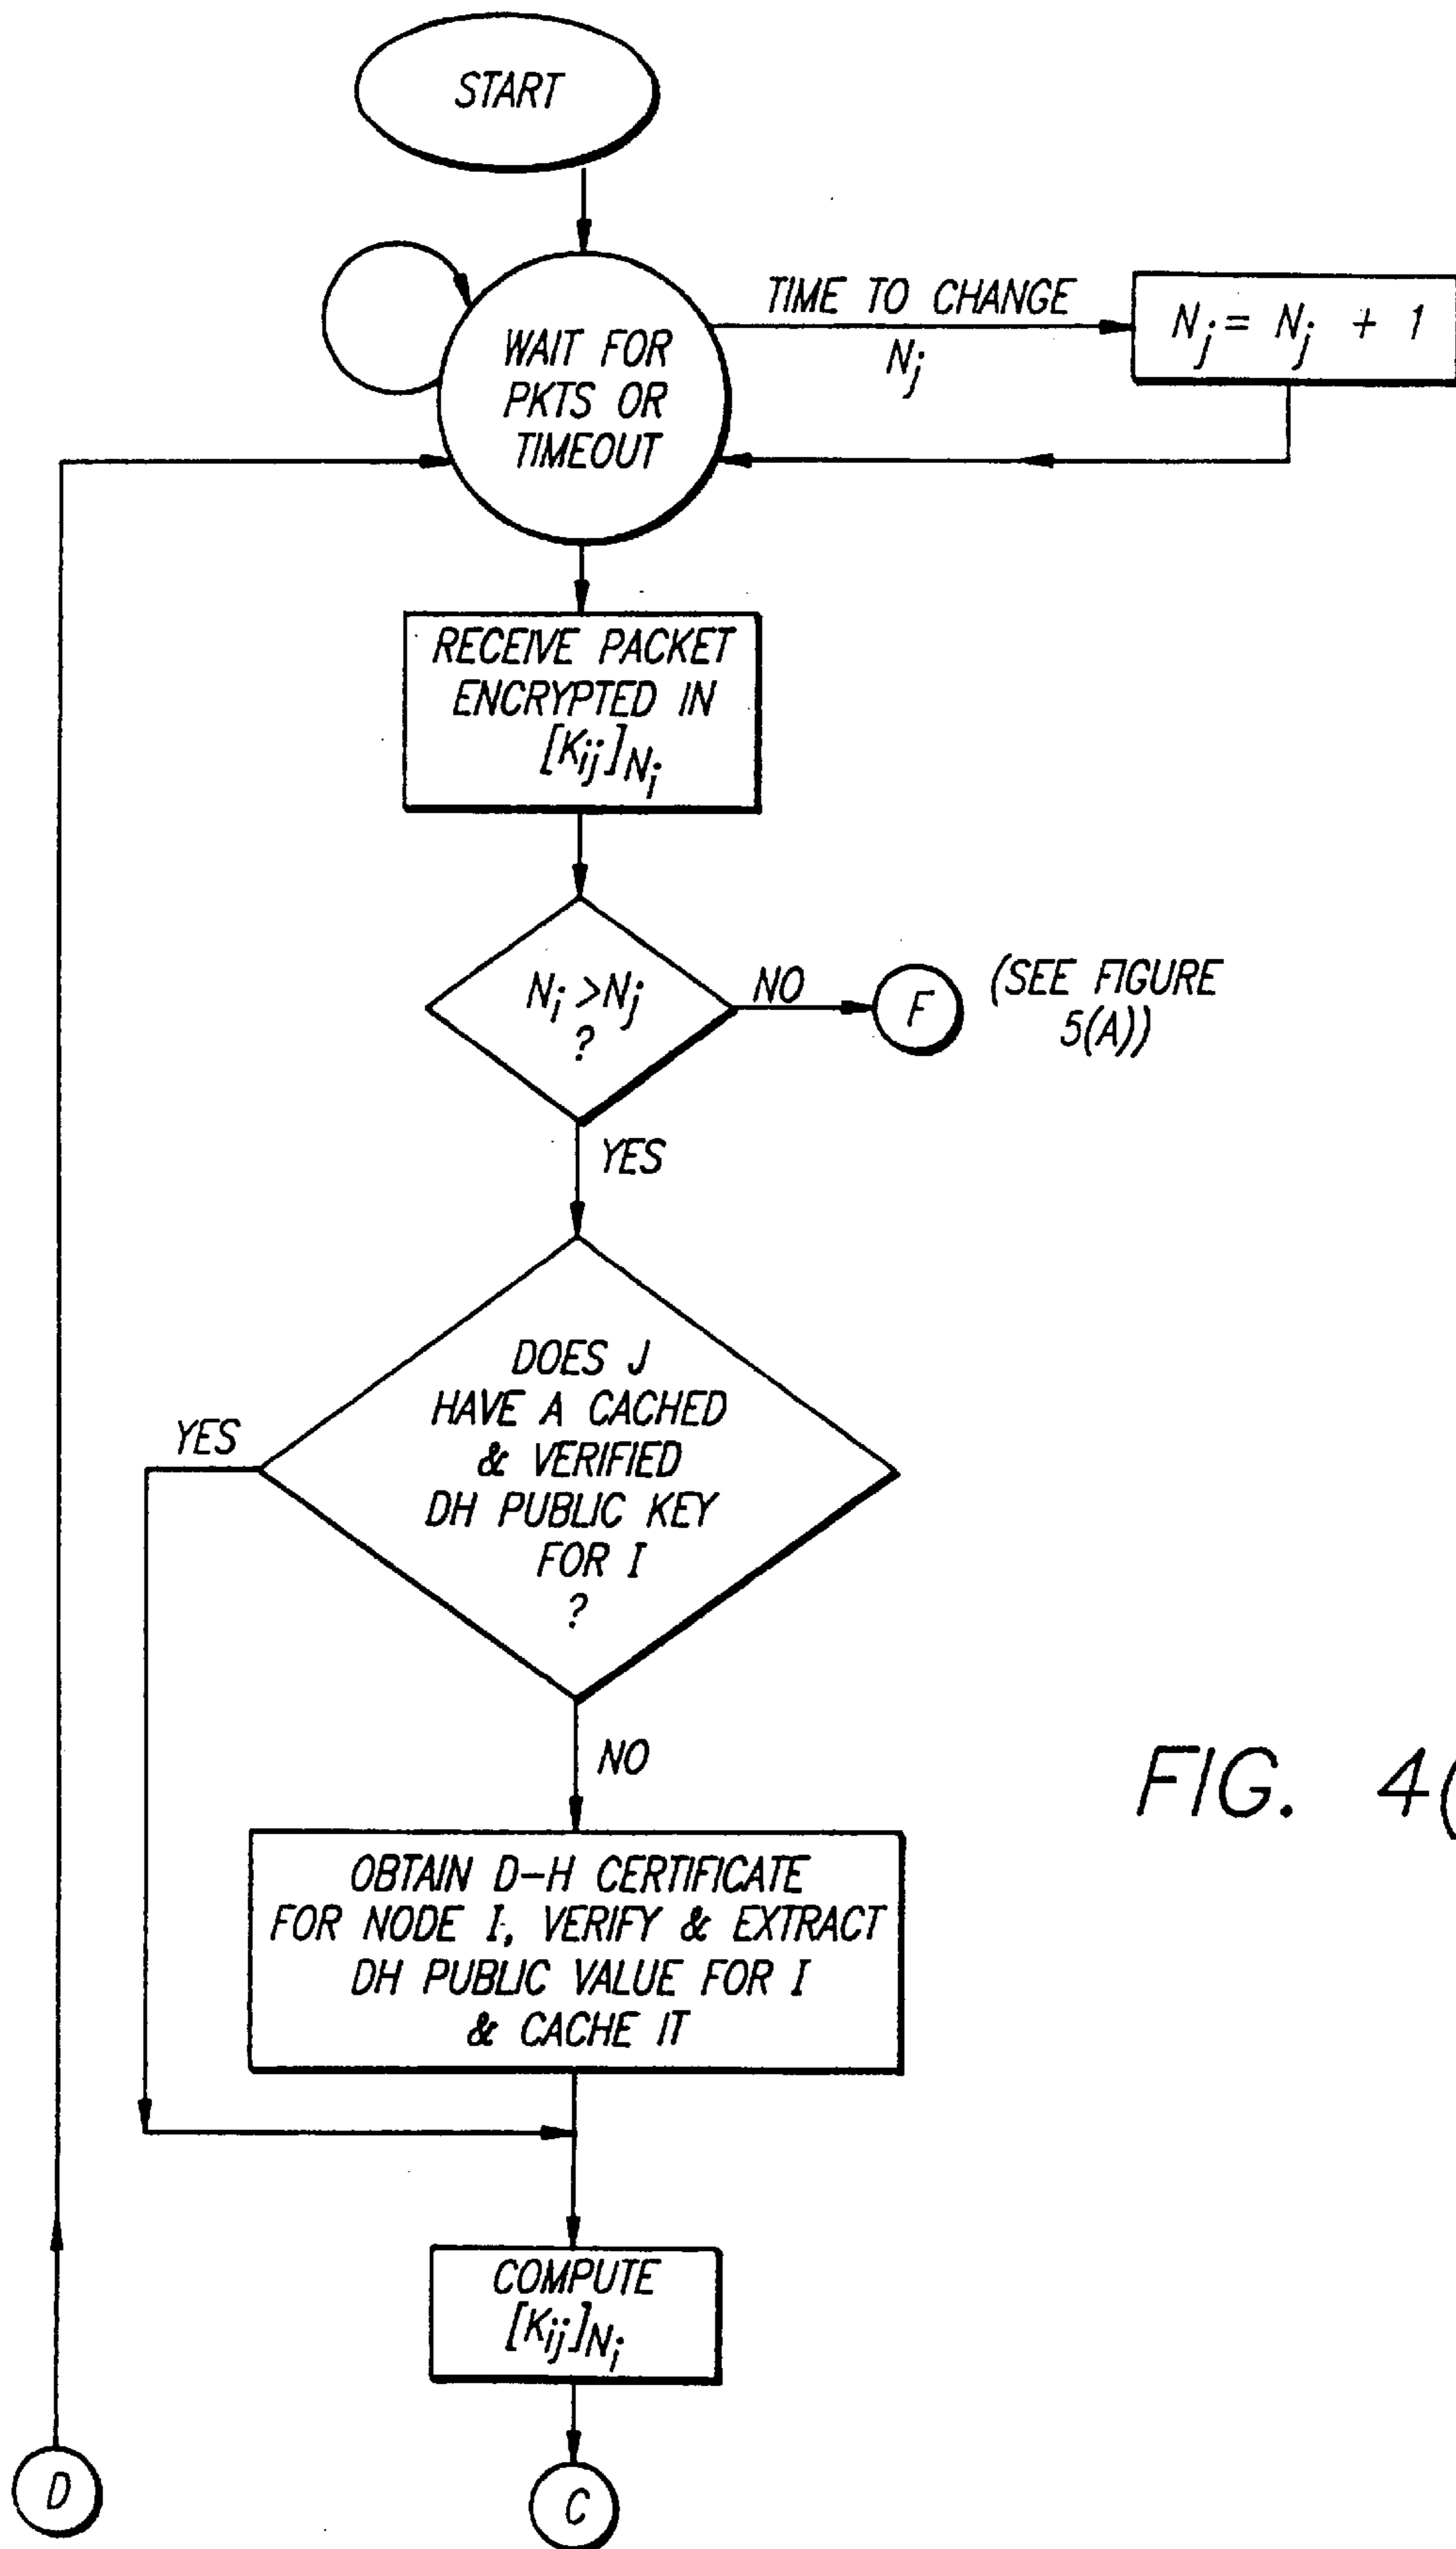 START
WAIT FOR
PKTS OR
TIMEOUT
TIME TO CHANGE
Nj
Nj = Nj + 1
RECEIVE PACKET
ENCRYPTED IN
[Kij]Ni
Ni >Nj
?
NO
F
(SEE FIGURE
5(A))
YES
DOES J
HAVE A CACHED
& VERIFIED
DH PUBLIC KEY
FOR I
?
YES
NO
FIG. 4(
OBTAIN D-H CERTIFICATE
FOR NODE I, VERIFY & EXTRACT
DH PUBLIC VALUE FOR I
& CACHE IT
COMPUTE
[Kij]Ni
D
C